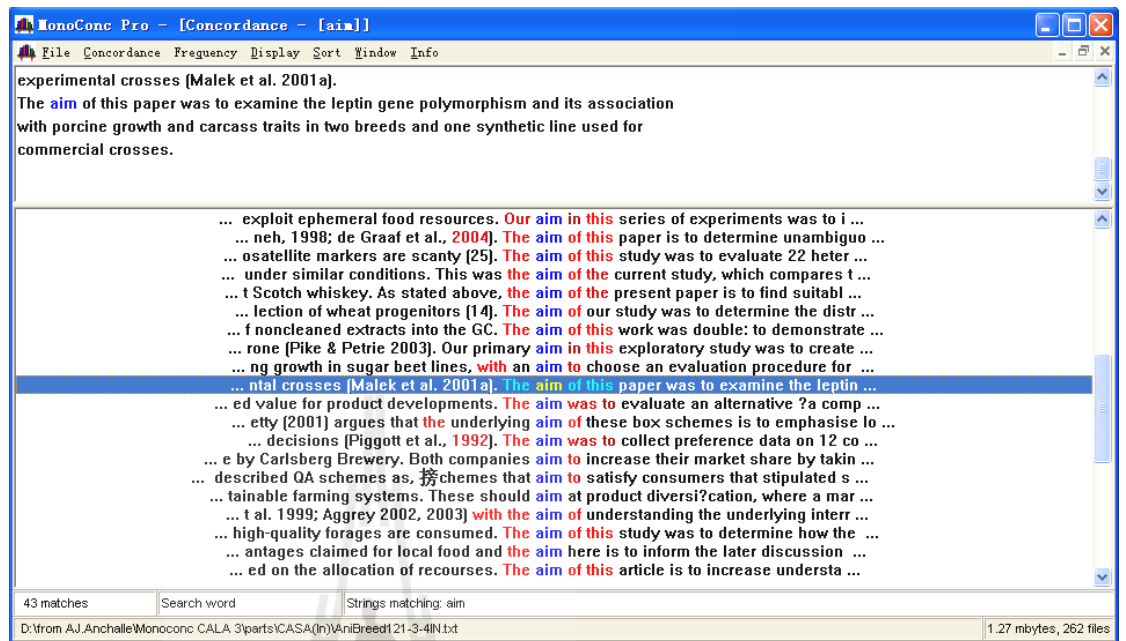 MonoConc Pro - [Concordance - [aim]]
File Concordance Frequency Display Sort Window Info
experimental crosses (Malek et al. 2001a).
The aim of this paper was to examine the leptin gene polymorphism and its association
with porcine growth and carcass traits in two breeds and one synthetic line used for
commercial crosses.
... exploit ephemeral food resources. Our aim in this series of experiments was to i ...
... neh, 1998; de Graaf et al., 2004). The aim of this paper is to determine unambiguo ...
... osatellite markers are scanty (25). The aim of this study was to evaluate 22 heter ...
... under similar conditions. This was the aim of the current study, which compares t ...
... t Scotch whiskey. As stated above, the aim of the present paper is to find suitabl ...
... lection of wheat progenitors (14). The aim of our study was to determine the distr ...
... f noncleaned extracts into the GC. The aim of this work was double: to demonstrate ...
... rone (Pike & Petrie 2003). Our primary aim in this exploratory study was to create ...
... ng growth in sugar beet lines, with an aim to choose an evaluation procedure for ...
... ntal crosses (Malek et al. 2001a). The aim of this paper was to examine the leptin ...
... ed value for product developments. The aim was to evaluate an alternative ?a comp ...
... etty (2001) argues that the underlying aim of these box schemes is to emphasise lo ...
... decisions (Piggott et al., 1992). The aim was to collect preference data on 12 co ...
... e by Carlsberg Brewery. Both companies aim to increase their market share by takin ...
... described QA schemes as, 搒chemes that aim to satisfy consumers that stipulated s ...
... tainable farming systems. These should aim at product diversi?cation, where a mar ...
... t al. 1999; Aggrey 2002, 2003) with the aim of understanding the underlying interr ...
... high-quality forages are consumed. The aim of this study was to determine how the ...
... antages claimed for local food and the aim here is to inform the later discussion ...
... ed on the allocation of recourses. The aim of this article is to increase understa ...
43 matches Search word Strings matching: aim
D:\from AJ.Anchalle\Monoconc CALA 3\parts\CASA(In)\AniBreed121-3-4IN.txt 1.27 mbytes, 262 files